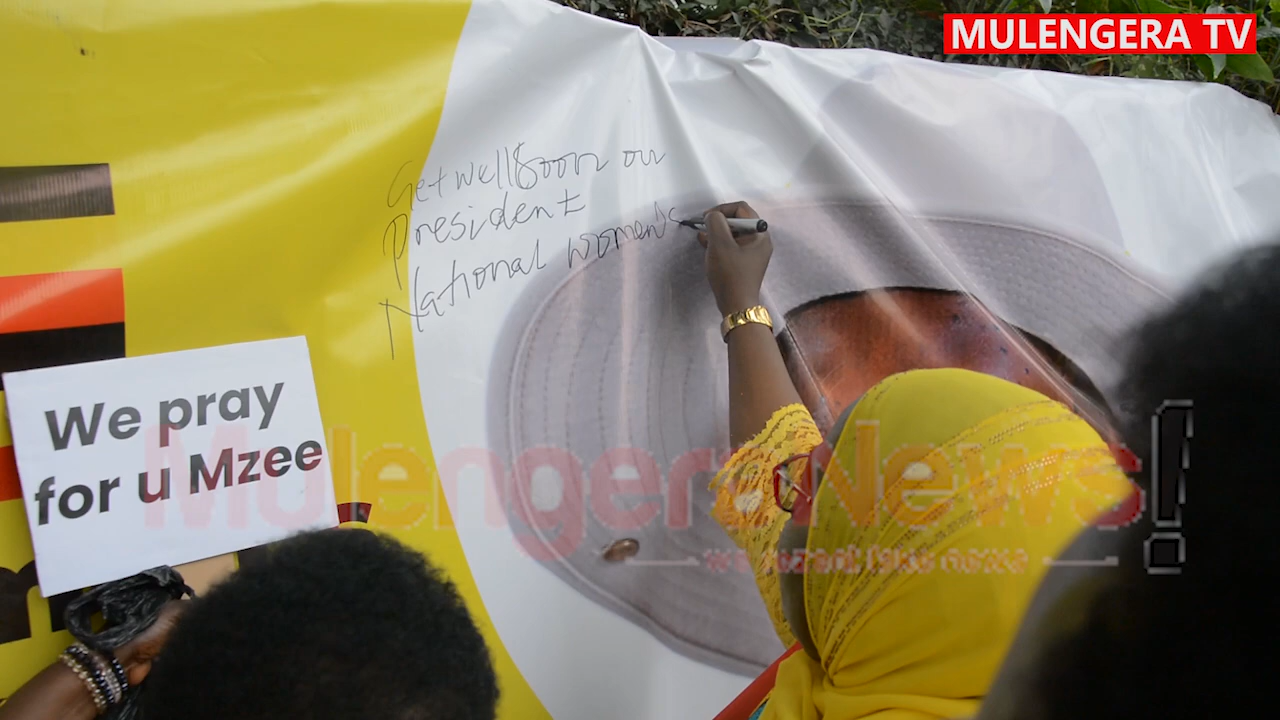 MULENGERA TV
Get well Soon our
President
National Women's
We pray
for u Mzee
Mulengera News!